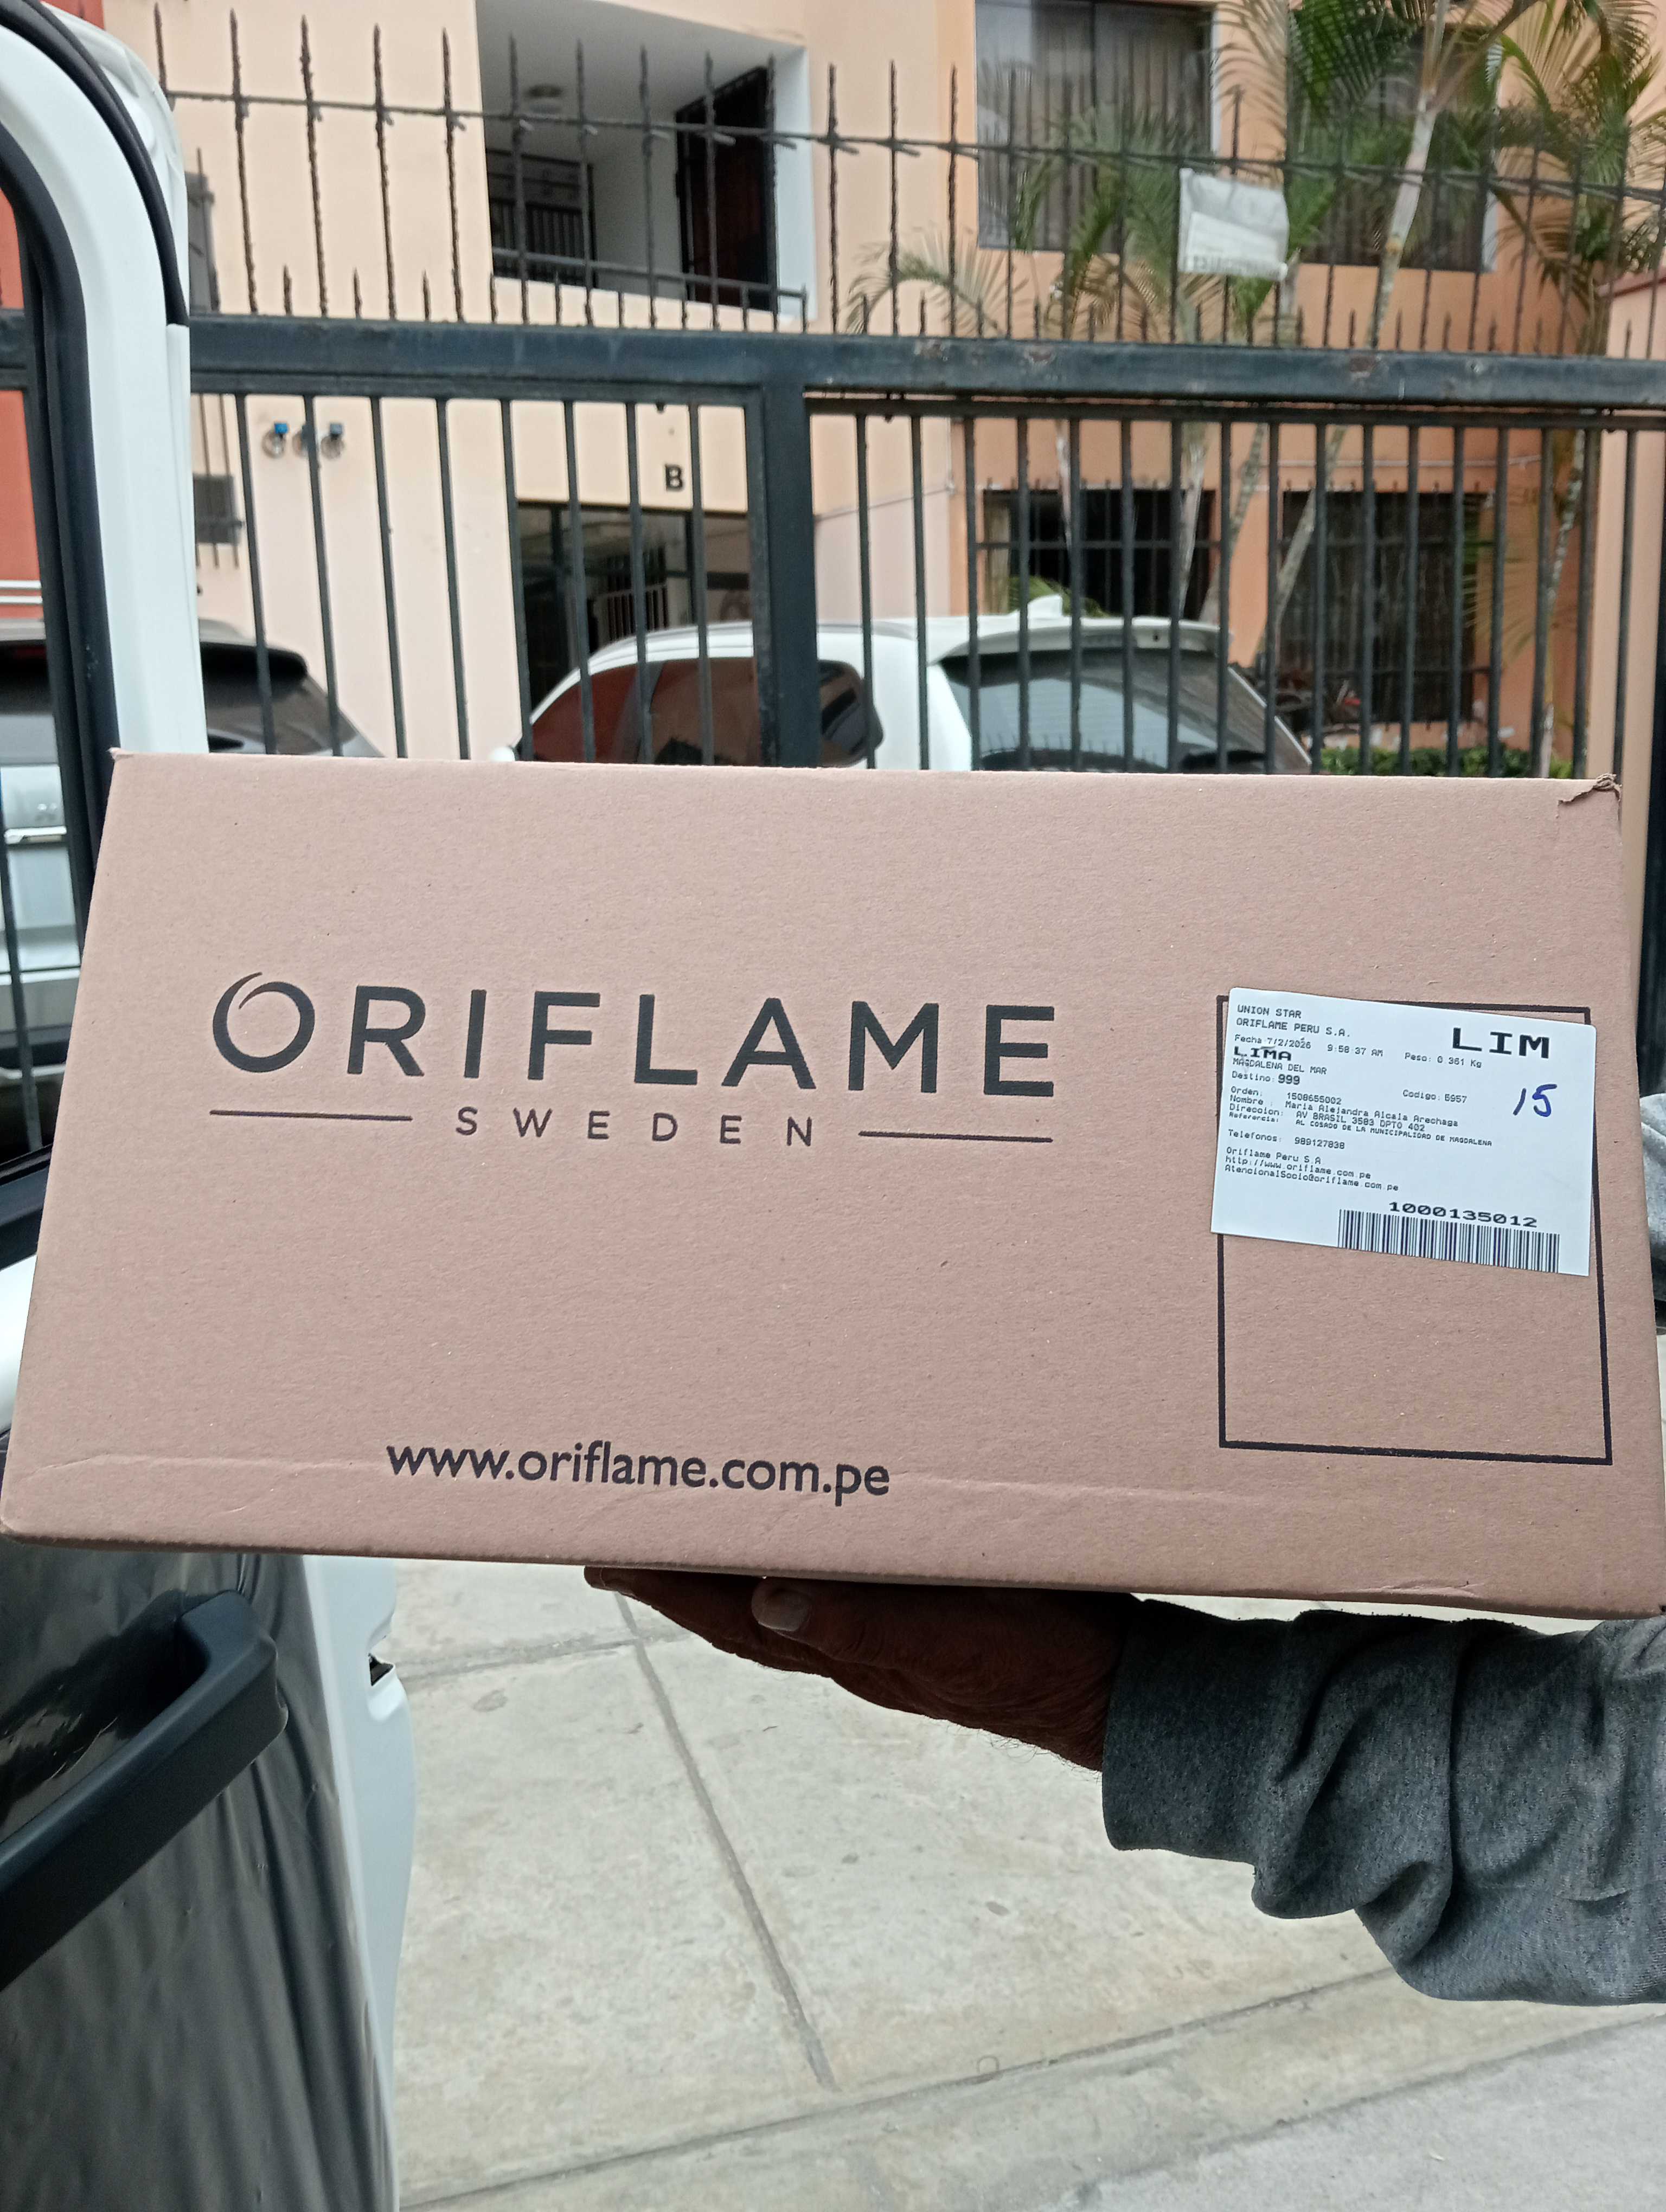 B
ORIFLAME
SWEDEN
www.oriflame.com.pe
UNION STAR
ORIFLAME PERU S.A.
LIM
Fecha 7/2/2026 9:58:37 AM Peso: 0.361 Kg
LIMA
MAGDALENA DEL MAR
Destino: 999
Codigo: 5957
15
Orden: 1508655002
Nombre : Maria Alejandra Alcala Arechaga
Direccion: AV BRASIL 3583 DPTO 402
Referencia: AL COSADO DE LA MUNICIPALIDAD DE MAGDALENA
Telefonos: 989127838
Oriflame Peru S.A
http://www.oriflame.com.pe
AtencionalSocio@oriflame.com.pe
1000135012